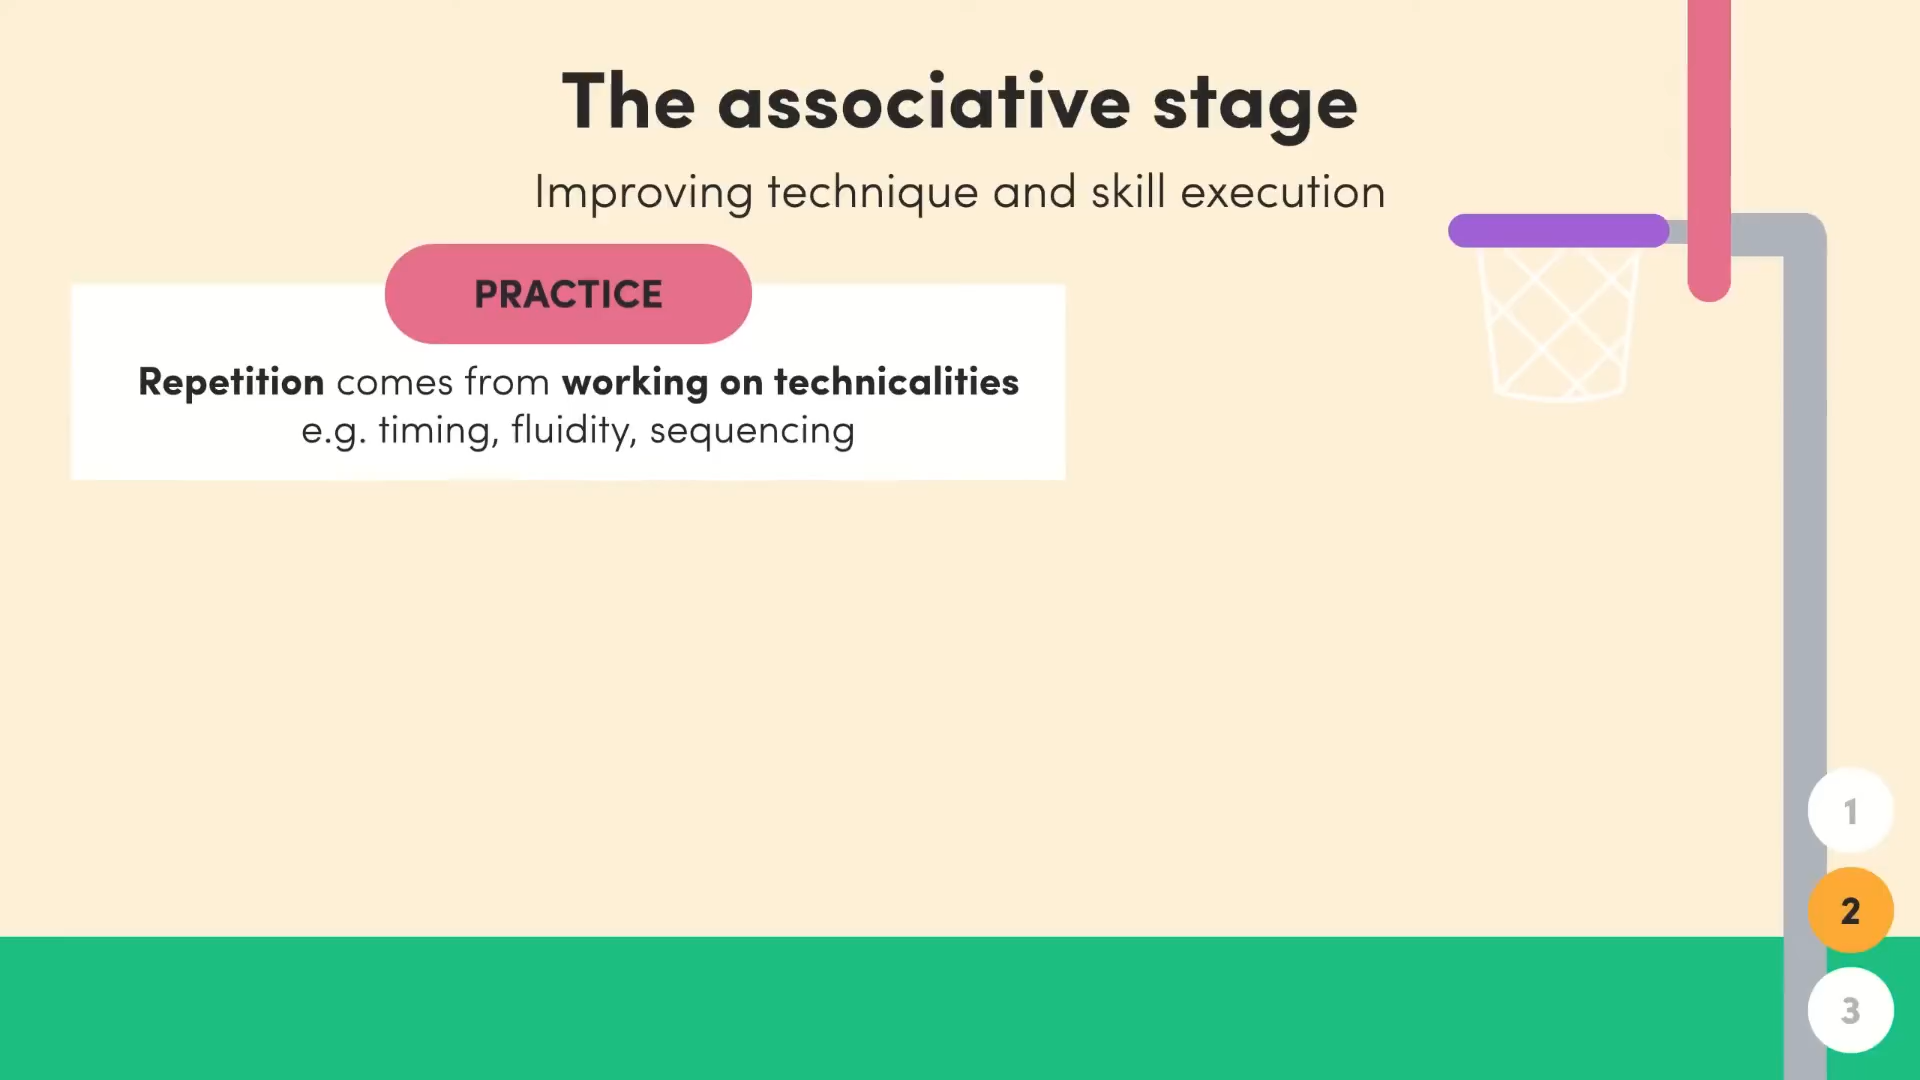 The associative stage
Improving technique and skill execution
PRACTICE
Repetition comes from working on technicalities
e.g. timing, fluidity, sequencing
1
2
3